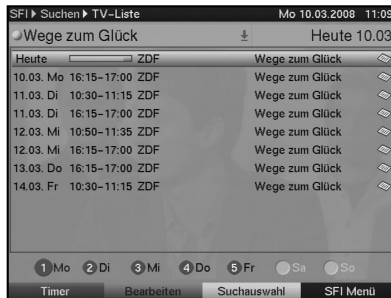 SFI ▶ Suchen ▶ TV-Liste Mo 10.03.2008 11:09
Wege zum Glück Heute 10.03
Heute ZDF Wege zum Glück
10.03. Mo 16:15-17:00 ZDF Wege zum Glück
11.03. Di 10:30-11:15 ZDF Wege zum Glück
11.03. Di 16:15-17:00 ZDF Wege zum Glück
12.03. Mi 10:50-11:35 ZDF Wege zum Glück
12.03. Mi 16:15-17:00 ZDF Wege zum Glück
13.03. Do 16:15-17:00 ZDF Wege zum Glück
14.03. Fr 10:30-11:15 ZDF Wege zum Glück
1 Mo 2 Di 3 Mi 4 Do 5 Fr Sa So
Timer Bearbeiten Suchauswahl SFI Menü